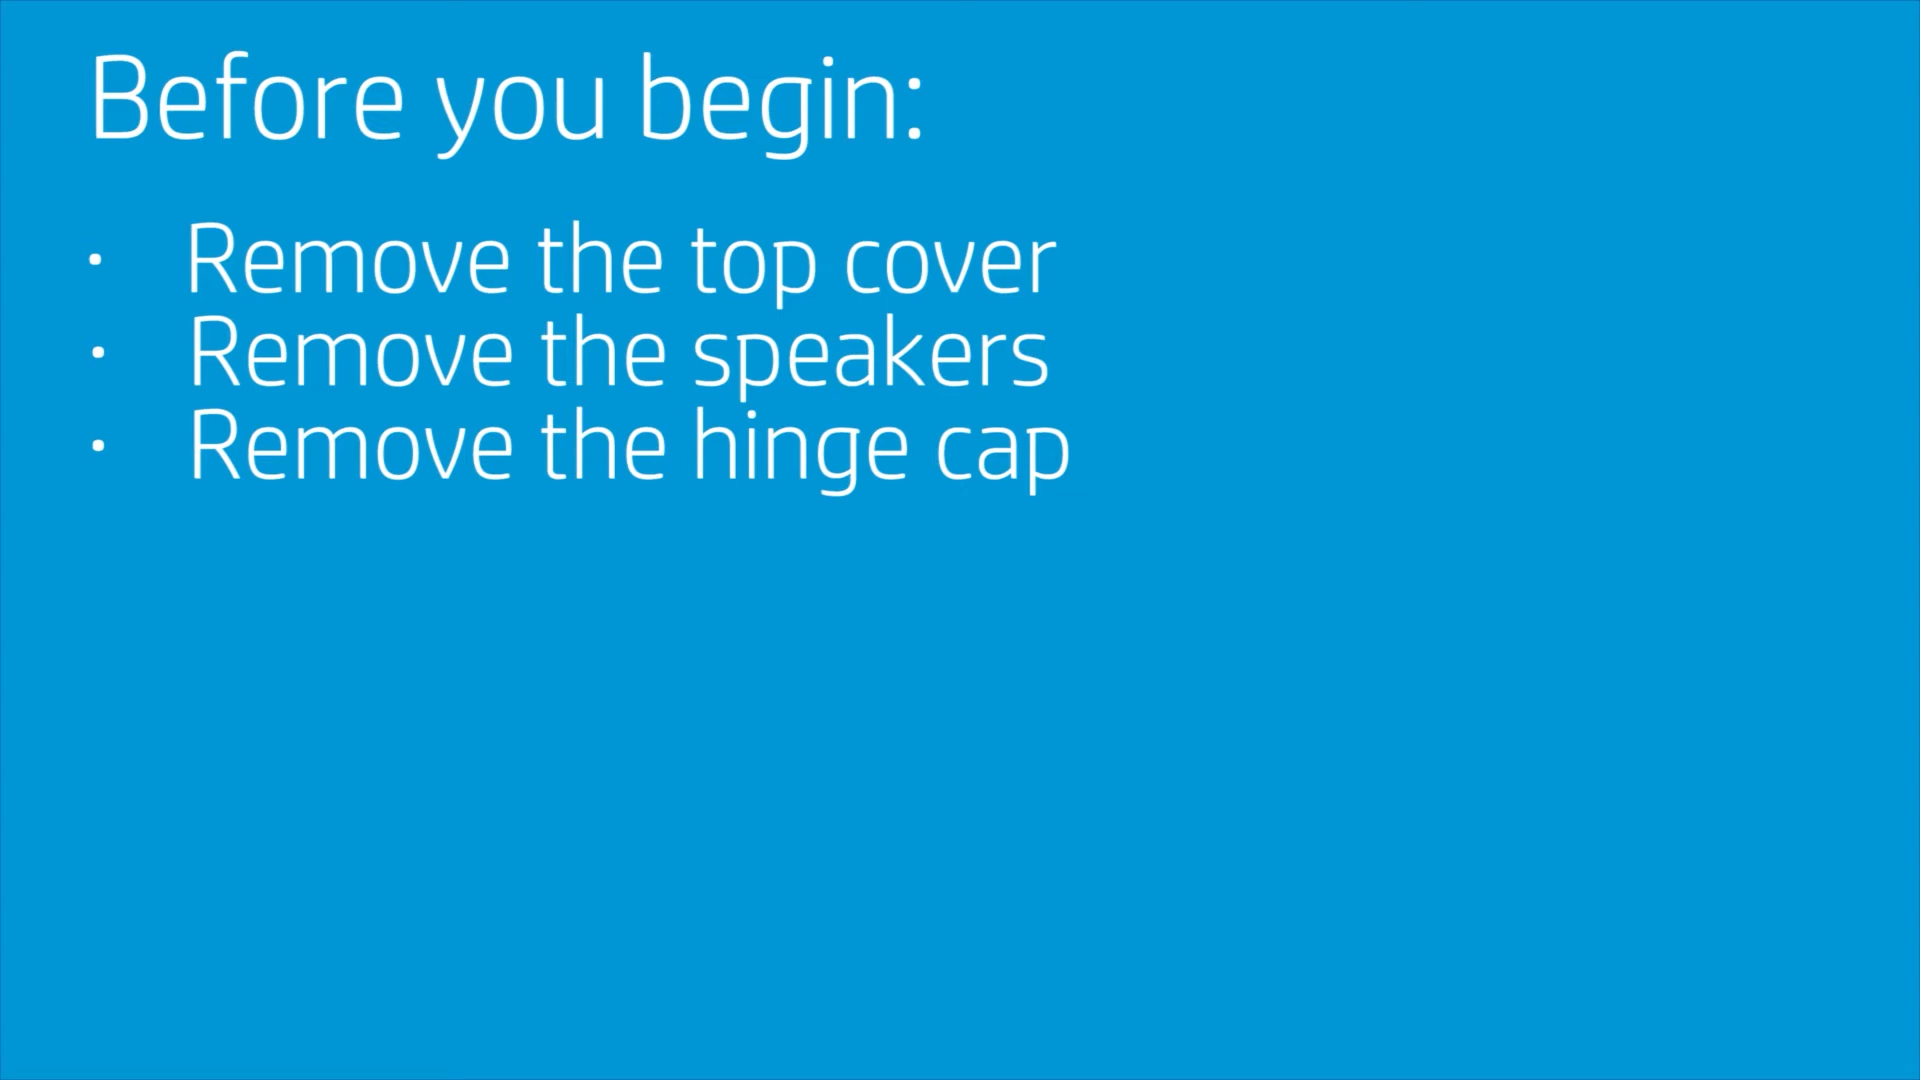 Before you begin:
· Remove the top cover
· Remove the speakers
· Remove the hinge cap